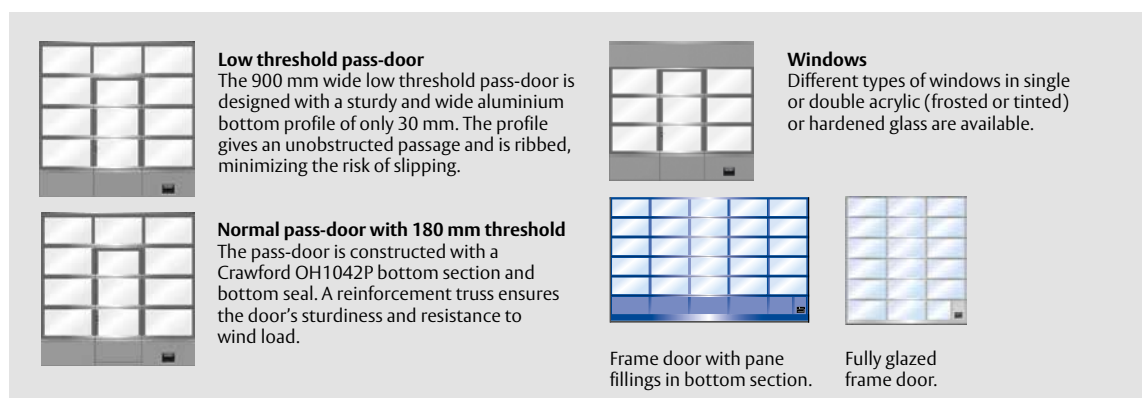 Low threshold pass-door
The 900 mm wide low threshold pass-door is
designed with a sturdy and wide aluminium
bottom profile of only 30 mm. The profile
gives an unobstructed passage and is ribbed,
minimizing the risk of slipping.
Normal pass-door with 180 mm threshold
The pass-door is constructed with a
Crawford OH1042P bottom section and
bottom seal. A reinforcement truss ensures
the door's sturdiness and resistance to
wind load.
Windows
Different types of windows in single
or double acrylic (frosted or tinted)
or hardened glass are available.
Frame door with pane
fillings in bottom section.
Fully glazed
frame door.